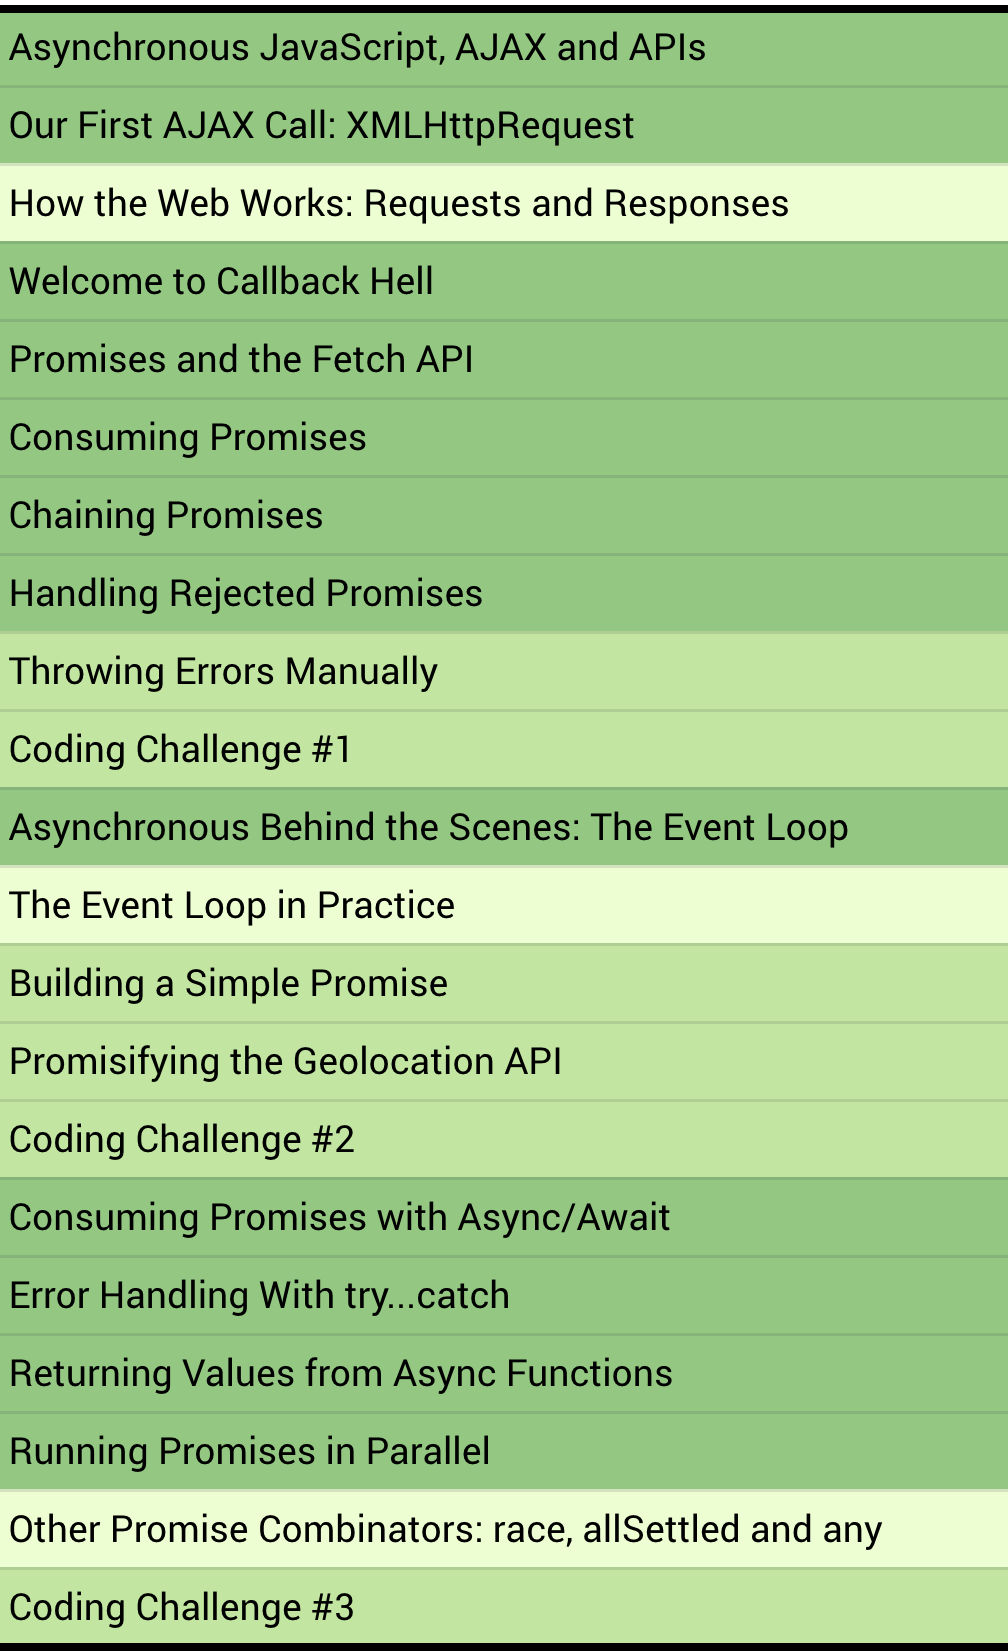 Asynchronous JavaScript, AJAX and APIs
Our First AJAX Call: XMLHttpRequest
How the Web Works: Requests and Responses
Welcome to Callback Hell
Promises and the Fetch API
Consuming Promises
Chaining Promises
Handling Rejected Promises
Throwing Errors Manually
Coding Challenge #1
Asynchronous Behind the Scenes: The Event Loop
The Event Loop in Practice
Building a Simple Promise
Promisifying the Geolocation API
Coding Challenge #2
Consuming Promises with Async/Await
Error Handling With try...catch
Returning Values from Async Functions
Running Promises in Parallel
Other Promise Combinators: race, allSettled and any
Coding Challenge #3